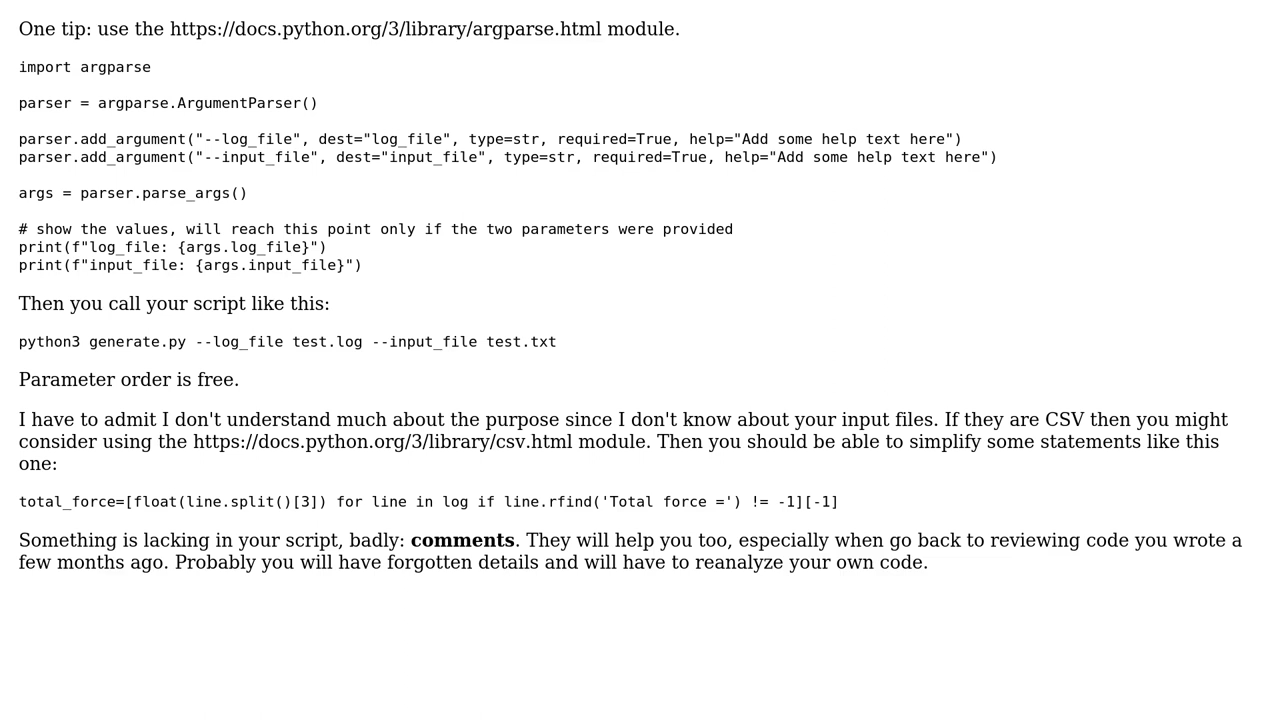 One tip: use the https://docs.python.org/3/library/argparse.html module.
import argparse
parser = argparse.ArgumentParser()
parser.add_argument("--log_file", dest="log_file", type=str, required=True, help="Add some help text here")
parser.add_argument("--input_file", dest="input_file", type=str, required=True, help="Add some help text here")
args = parser.parse_args()
# show the values, will reach this point only if the two parameters were provided
print(f"log_file: {args.log_file}")
print(f"input_file: {args.input_file}")
Then you call your script like this:
python3 generate.py --log_file test.log --input_file test.txt
Parameter order is free.
I have to admit I don't understand much about the purpose since I don't know about your input files. If they are CSV then you might
consider using the https://docs.python.org/3/library/csv.html module. Then you should be able to simplify some statements like this
one:
total_force=[float(line.split()[3]) for line in log if line.rfind('Total force =') != -1][-1]
Something is lacking in your script, badly: comments. They will help you too, especially when go back to reviewing code you wrote a
few months ago. Probably you will have forgotten details and will have to reanalyze your own code.